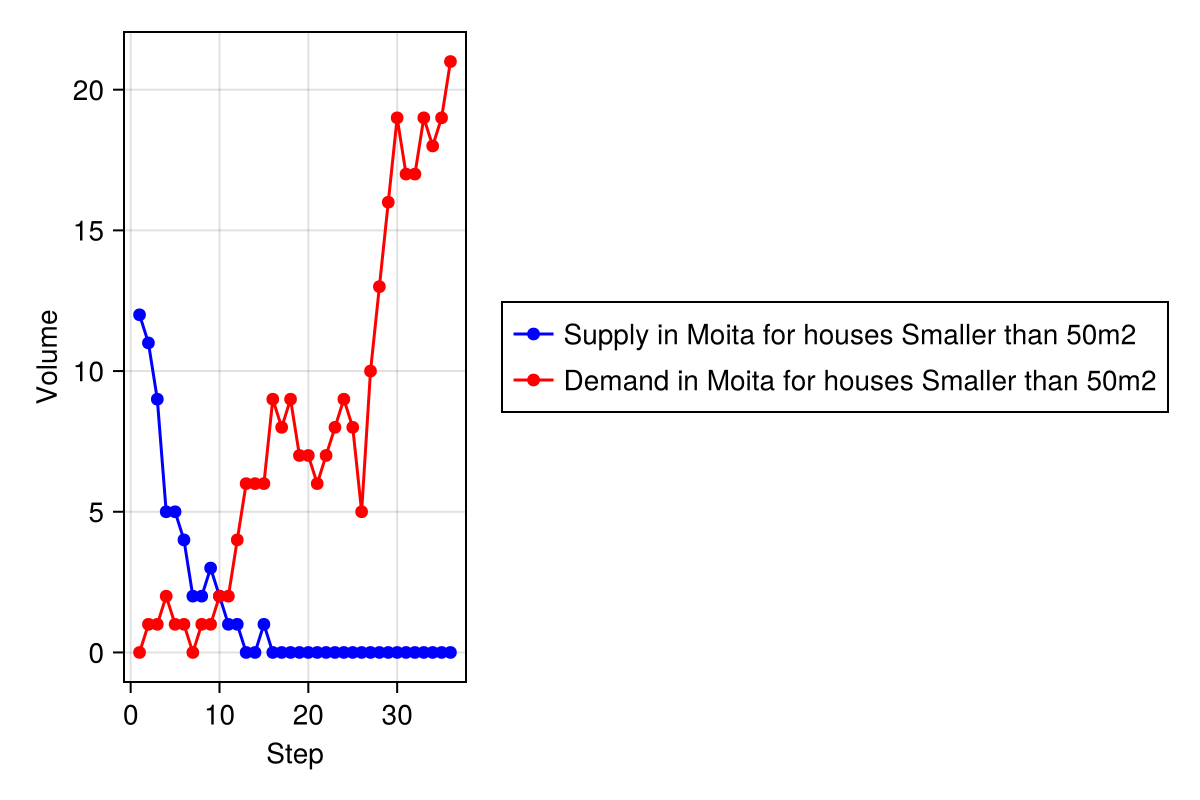 20
15
10
5
0
Volume
0 10 20 30
Step
Supply in Moita for houses Smaller than 50m2
Demand in Moita for houses Smaller than 50m2